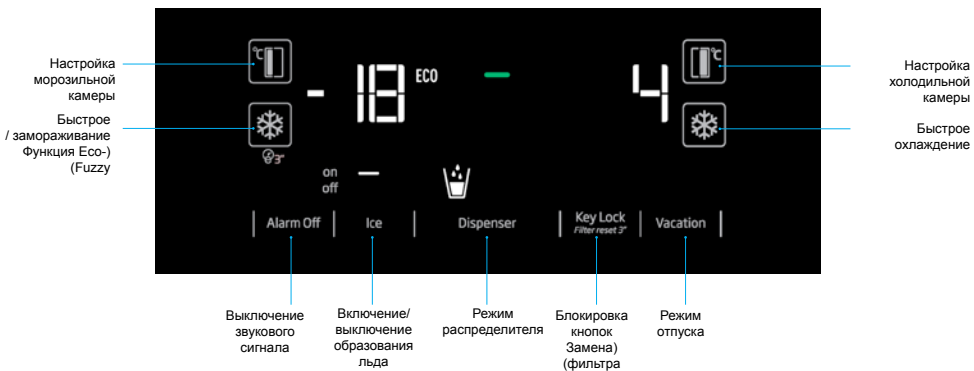 Настройка
морозильной
камеры
Быстрое
/ замораживание
Функция Eco-)
(Fuzzy
°C
- 18 ECO
4
°C
3"
on
off
Alarm Off
Ice
Dispenser
Key Lock
Filter reset 3"
Vacation
Настройка
холодильной
камеры
Быстрое
охлаждение
Выключение
звукового
сигнала
Включение/
выключение
образования
льда
Режим
распределителя
Блокировка
кнопок
Замена)
(фильтра
Режим
отпуска